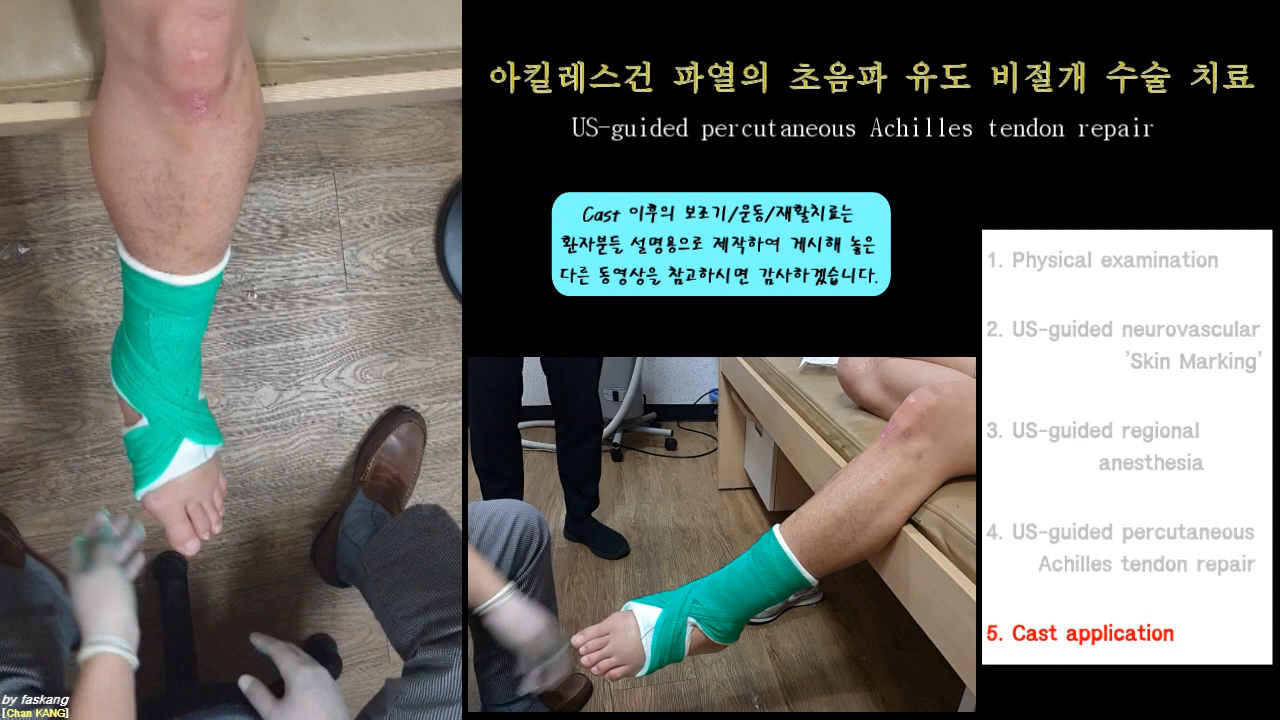 아킬레스건 파열의 초음파 유도 비절개 수술 치료
US-guided percutaneous Achilles tendon repair
Cast 이후의 보조기/운동/재활치료는
환자분들 설명용으로 제작하여 게시해 놓은
다른 동영상을 참고하시면 감사하겠습니다.
1. Physical examination
2. US-guided neurovascular
'Skin Marking'
3. US-guided regional
anesthesia
4. US-guided percutaneous
Achilles tendon repair
5. Cast application
by faskang
[Chan KANG]